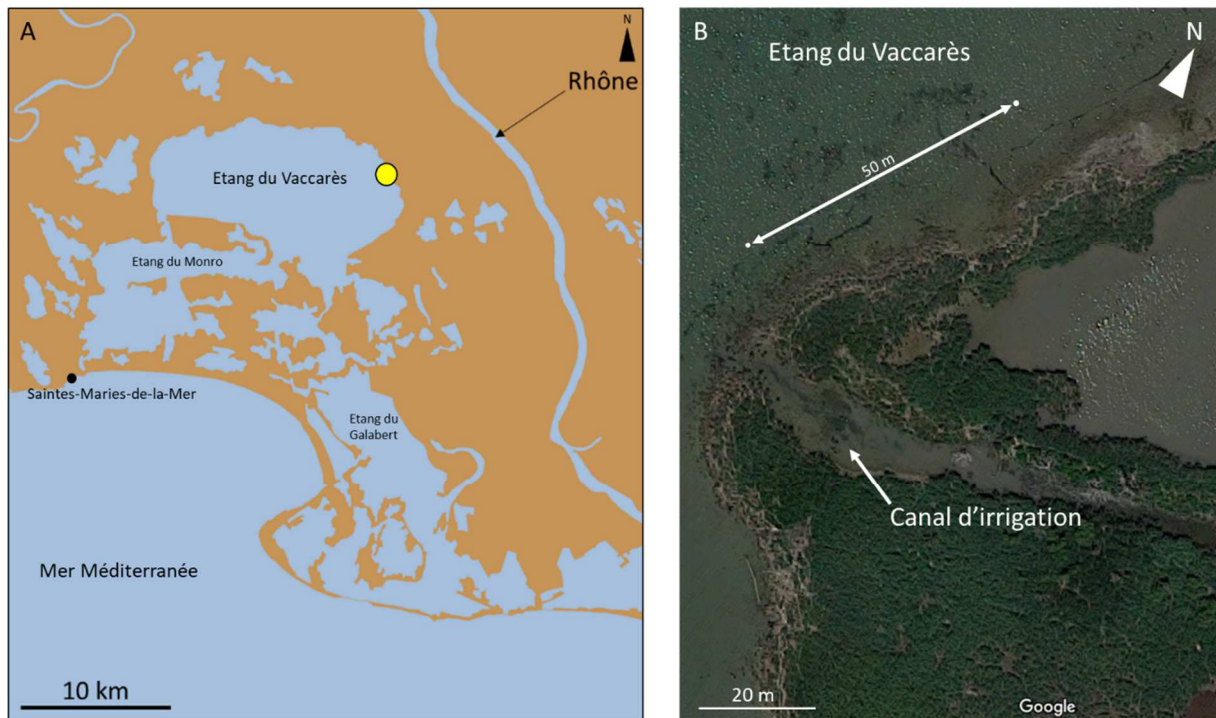 A
N
Rhône
Etang du Vaccarès
Etang du Monro
Saintes-Maries-de-la-Mer
Etang du
Galabert
Mer Méditerranée
10 km
B
Etang du Vaccarès
N
50 m
Canal d'irrigation
20 m
Google